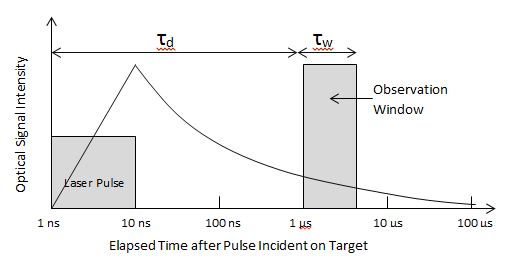 τd
τw
Optical Signal Intensity
Observation
Window
Laser Pulse
1 ns
10 ns
100 ns
1 µs
10 us
100 us
Elapsed Time after Pulse Incident on Target